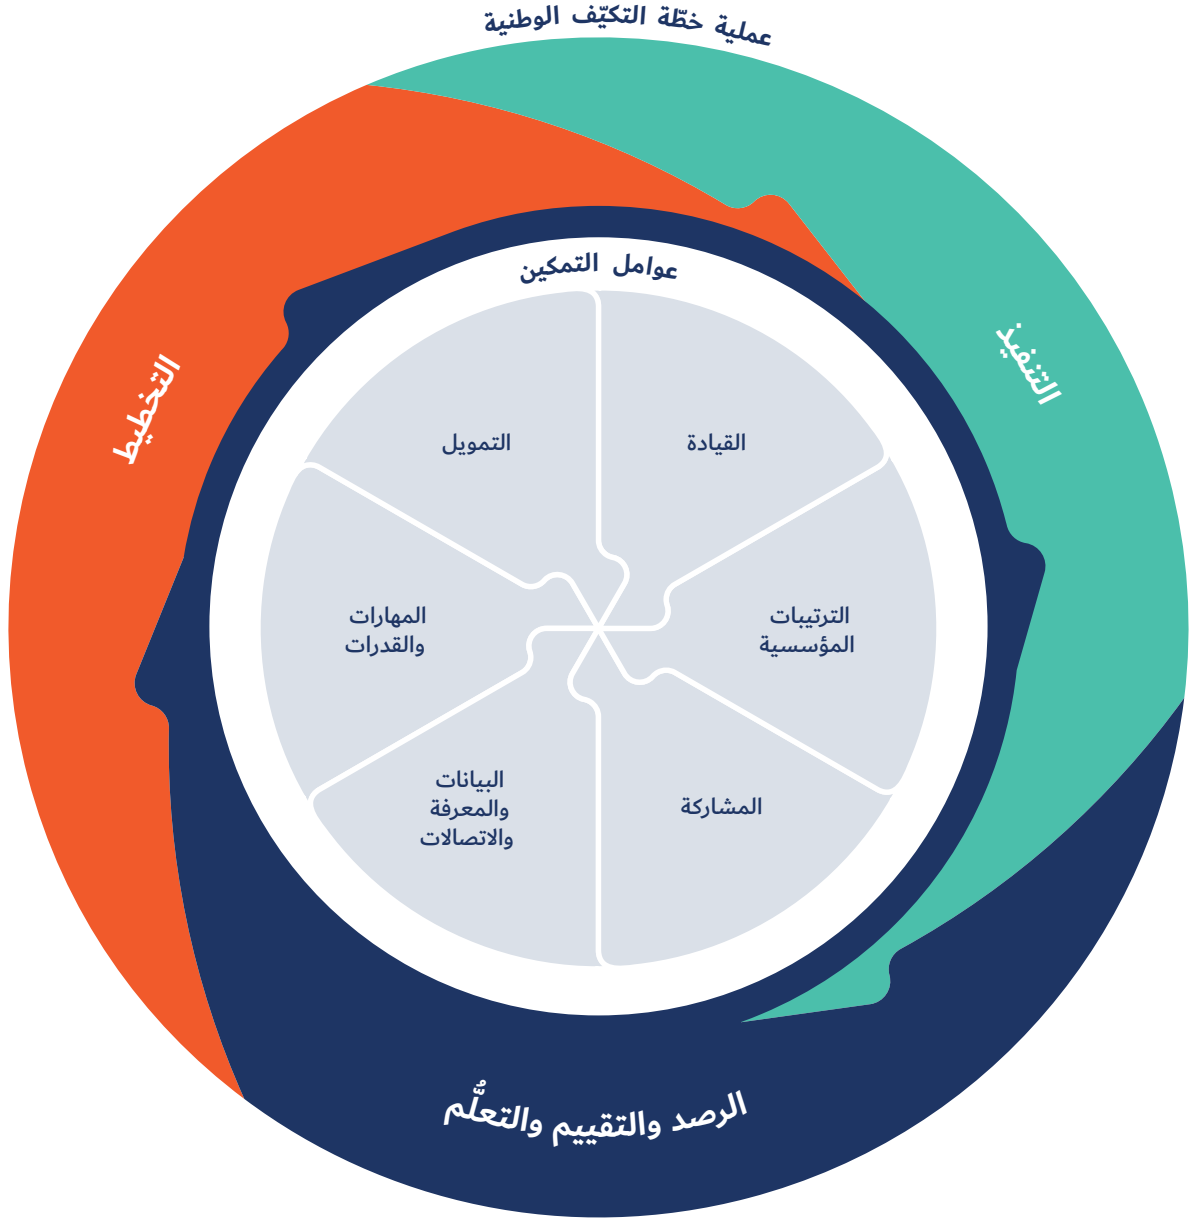 عملية خطّة التكيّف الوطنية
التخطيط
التنفيذ
عوامل التمكين
القيادة
التمويل
الترتيبات
المؤسسية
المهارات
والقدرات
المشاركة
البيانات
والمعرفة
والاتصالات
الرصد والتقييم والتعلُّم